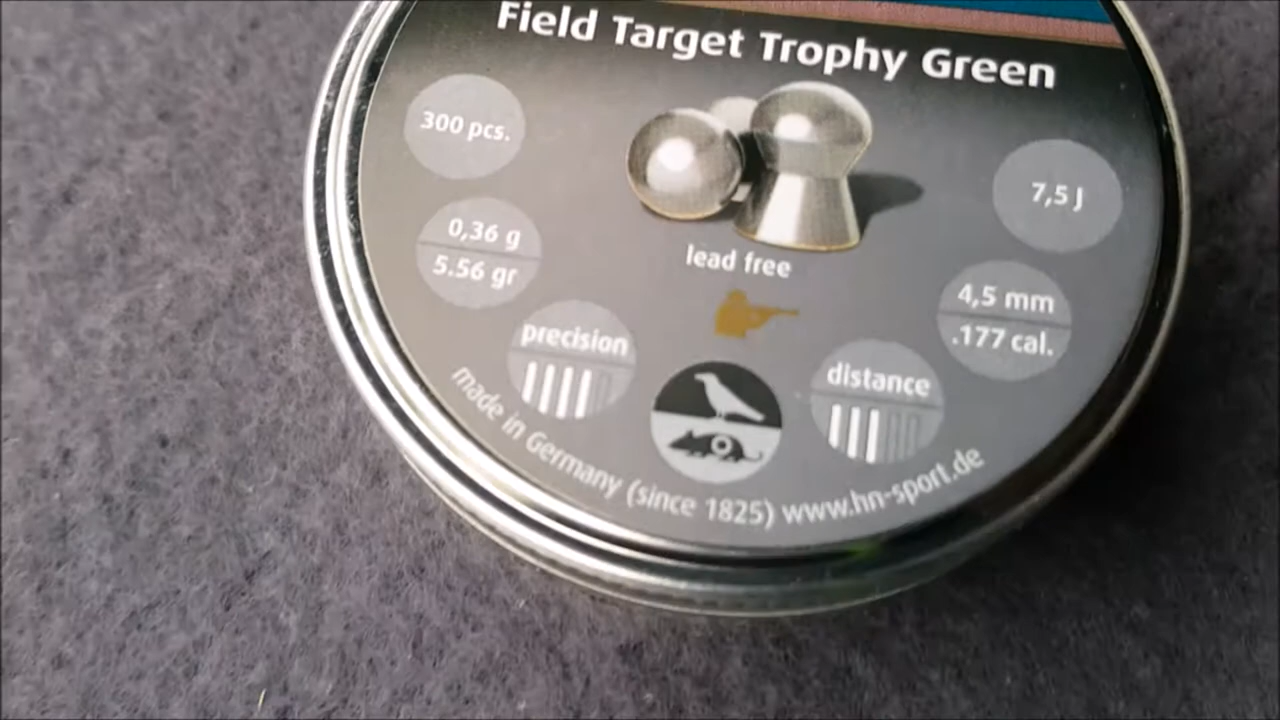 Field Target Trophy Green
300 pcs.
7,5 J
0,36 g
5.56 gr
lead free
4,5 mm
.177 cal.
precision
distance
made in Germany (since 1825) www.hn-sport.de